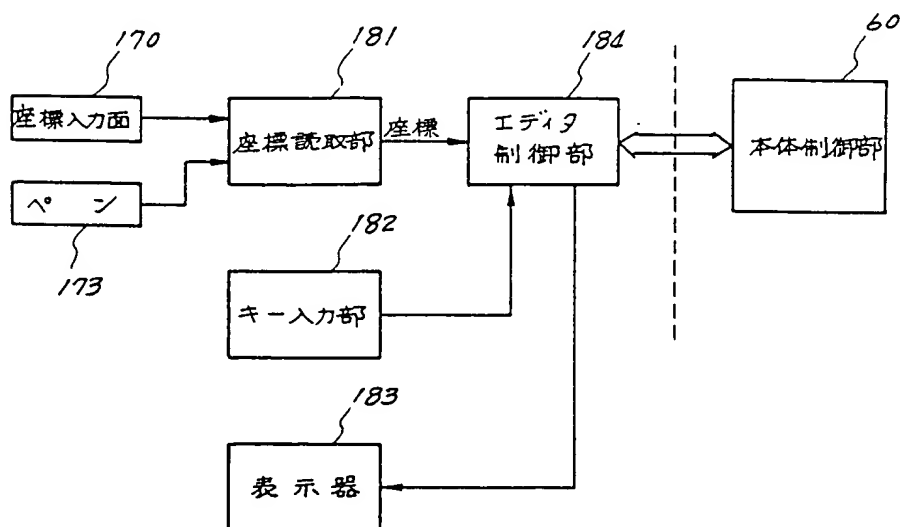 170
座標入力面
ペン
173
181
座標読取部
座標
184
エディタ
制御部
60
本体制御部
182
キー入力部
183
表示器